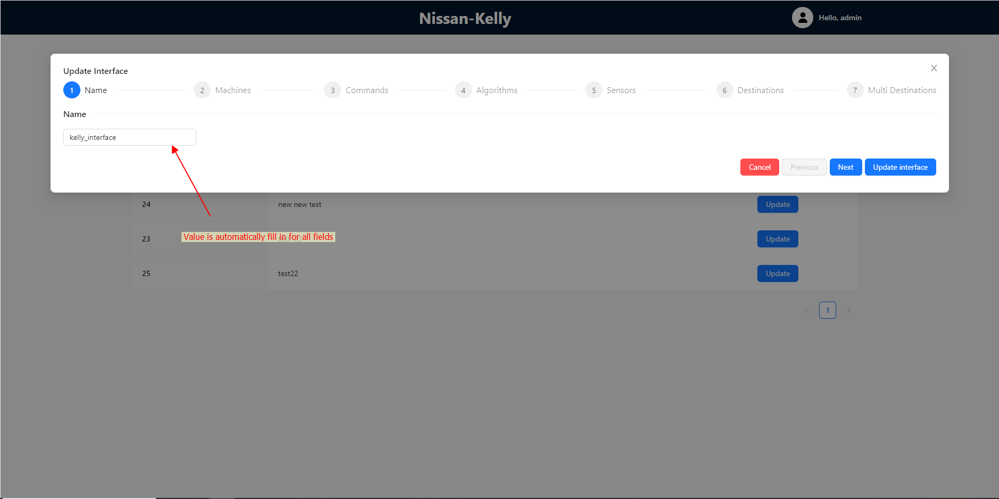 Nissan-Kelly
Hello, admin
Update Interface
1 Name 2 Machines 3 Commands 4 Algorithms 5 Sensors 6 Destinations 7 Multi Destinations
Name
kelly_interface
Cancel Previous Next Update interface
24 new new test Update
23 Value is automatically fill in for all fields Update
25 test22 Update
1